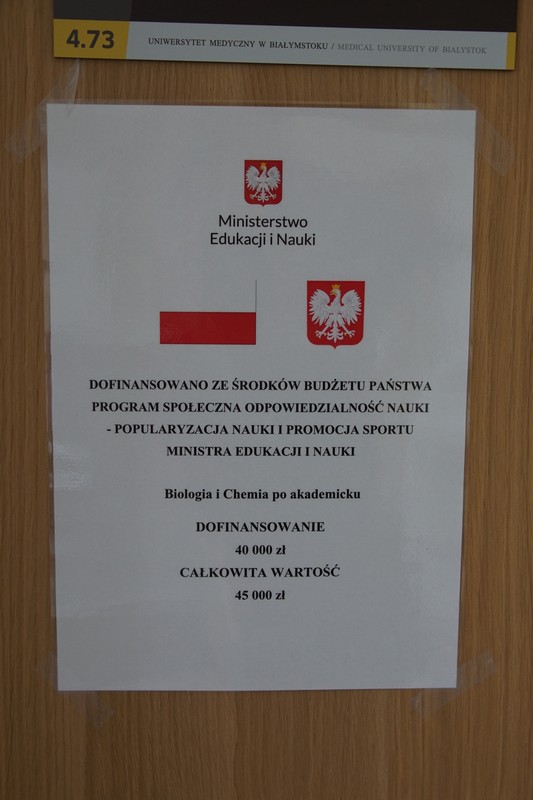 4.73
UNIWERSYTET MEDYCZNY W BIAŁYMSTOKU / MEDICAL UNIVERSITY OF BIALYSTOK
Ministerstwo
Edukacji i Nauki
DOFINANSOWANO ZE ŚRODKÓW BUDŻETU PAŃSTWA
PROGRAM SPOŁECZNA ODPOWIEDZIALNOŚĆ NAUKI
- POPULARYZACJA NAUKI I PROMOCJA SPORTU
MINISTRA EDUKACJI I NAUKI
Biologia i Chemia po akademicku
DOFINANSOWANIE
40 000 zł
CAŁKOWITA WARTOŚĆ
45 000 zł